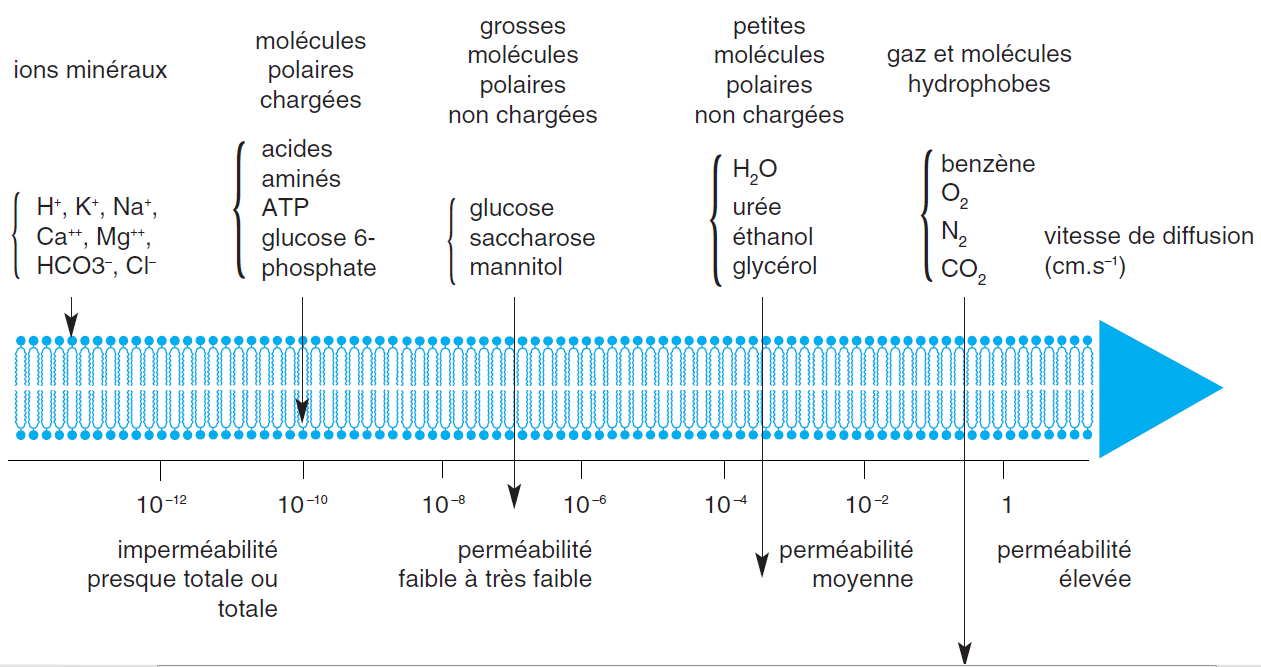 ions minéraux
H⁺, K⁺, Na⁺,
Ca⁺⁺, Mg⁺⁺,
HCO3⁻, Cl⁻
molécules
polaires
chargées
acides
aminés
ATP
glucose 6-
phosphate
grosses
molécules
polaires
non chargées
glucose
saccharose
mannitol
petites
molécules
polaires
non chargées
H₂O
urée
éthanol
glycérol
gaz et molécules
hydrophobes
benzène
O₂
N₂
CO₂
vitesse de diffusion
(cm.s⁻¹)
10⁻¹² 10⁻¹⁰ 10⁻⁸ 10⁻⁶ 10⁻⁴ 10⁻² 1
imperméabilité
presque totale ou
totale
perméabilité
faible à très faible
perméabilité
moyenne
perméabilité
élevée